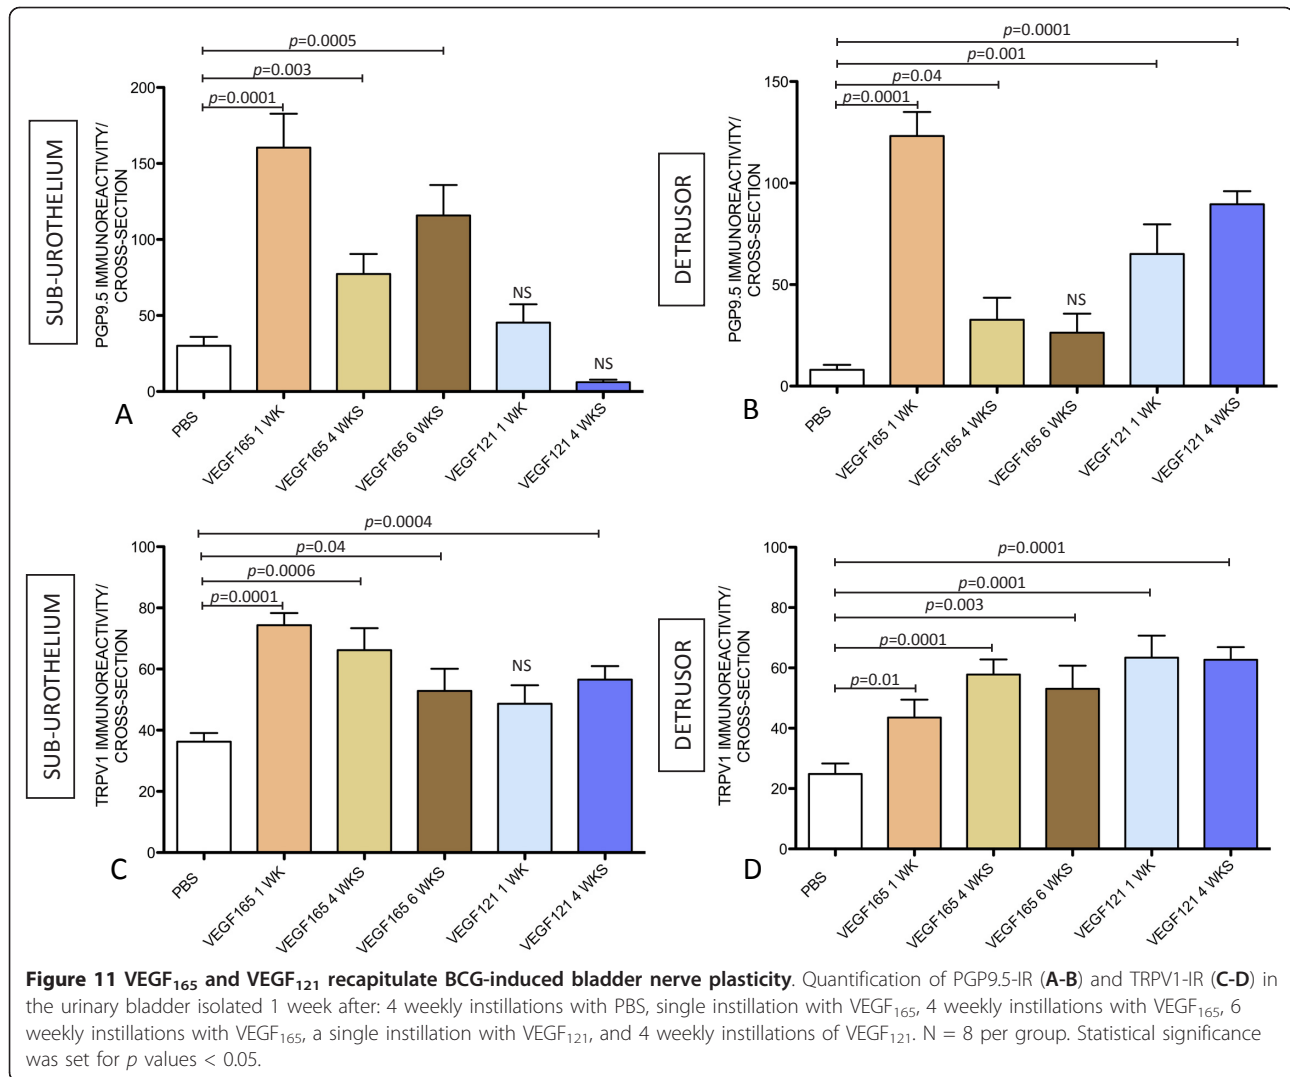 SUB-UROTHELIUM
PGP9.5 IMMUNOREACTIVITY/
CROSS-SECTION
p=0.0005
p=0.003
p=0.0001
200
150
100
50
0
NS
NS
A
PBS
VEGF165 1 WK
VEGF165 4 WKS
VEGF165 6 WKS
VEGF121 1 WK
VEGF121 4 WKS
DETRUSOR
PGP9.5 IMMUNOREACTIVITY/
CROSS-SECTION
p=0.0001
p=0.001
p=0.04
p=0.0001
150
100
50
0
NS
B
PBS
VEGF165 1 WK
VEGF165 4 WKS
VEGF165 6 WKS
VEGF121 1 WK
VEGF121 4 WKS
SUB-UROTHELIUM
TRPV1 IMMUNOREACTIVITY/
CROSS-SECTION
p=0.0004
p=0.04
p=0.0006
p=0.0001
100
80
60
40
20
0
NS
C
PBS
VEGF165 1 WK
VEGF165 4 WKS
VEGF165 6 WKS
VEGF121 1 WK
VEGF121 4 WKS
DETRUSOR
TRPV1 IMMUNOREACTIVITY/
CROSS-SECTION
p=0.0001
p=0.0001
p=0.003
p=0.0001
p=0.01
100
80
60
40
20
0
D
PBS
VEGF165 1 WK
VEGF165 4 WKS
VEGF165 6 WKS
VEGF121 1 WK
VEGF121 4 WKS
Figure 11 VEGF₁₆₅ and VEGF₁₂₁ recapitulate BCG-induced bladder nerve plasticity. Quantification of PGP9.5-IR (A-B) and TRPV1-IR (C-D) in
the urinary bladder isolated 1 week after: 4 weekly instillations with PBS, single instillation with VEGF₁₆₅, 4 weekly instillations with VEGF₁₆₅, 6
weekly instillations with VEGF₁₆₅, a single instillation with VEGF₁₂₁, and 4 weekly instillations of VEGF₁₂₁. N = 8 per group. Statistical significance
was set for p values < 0.05.